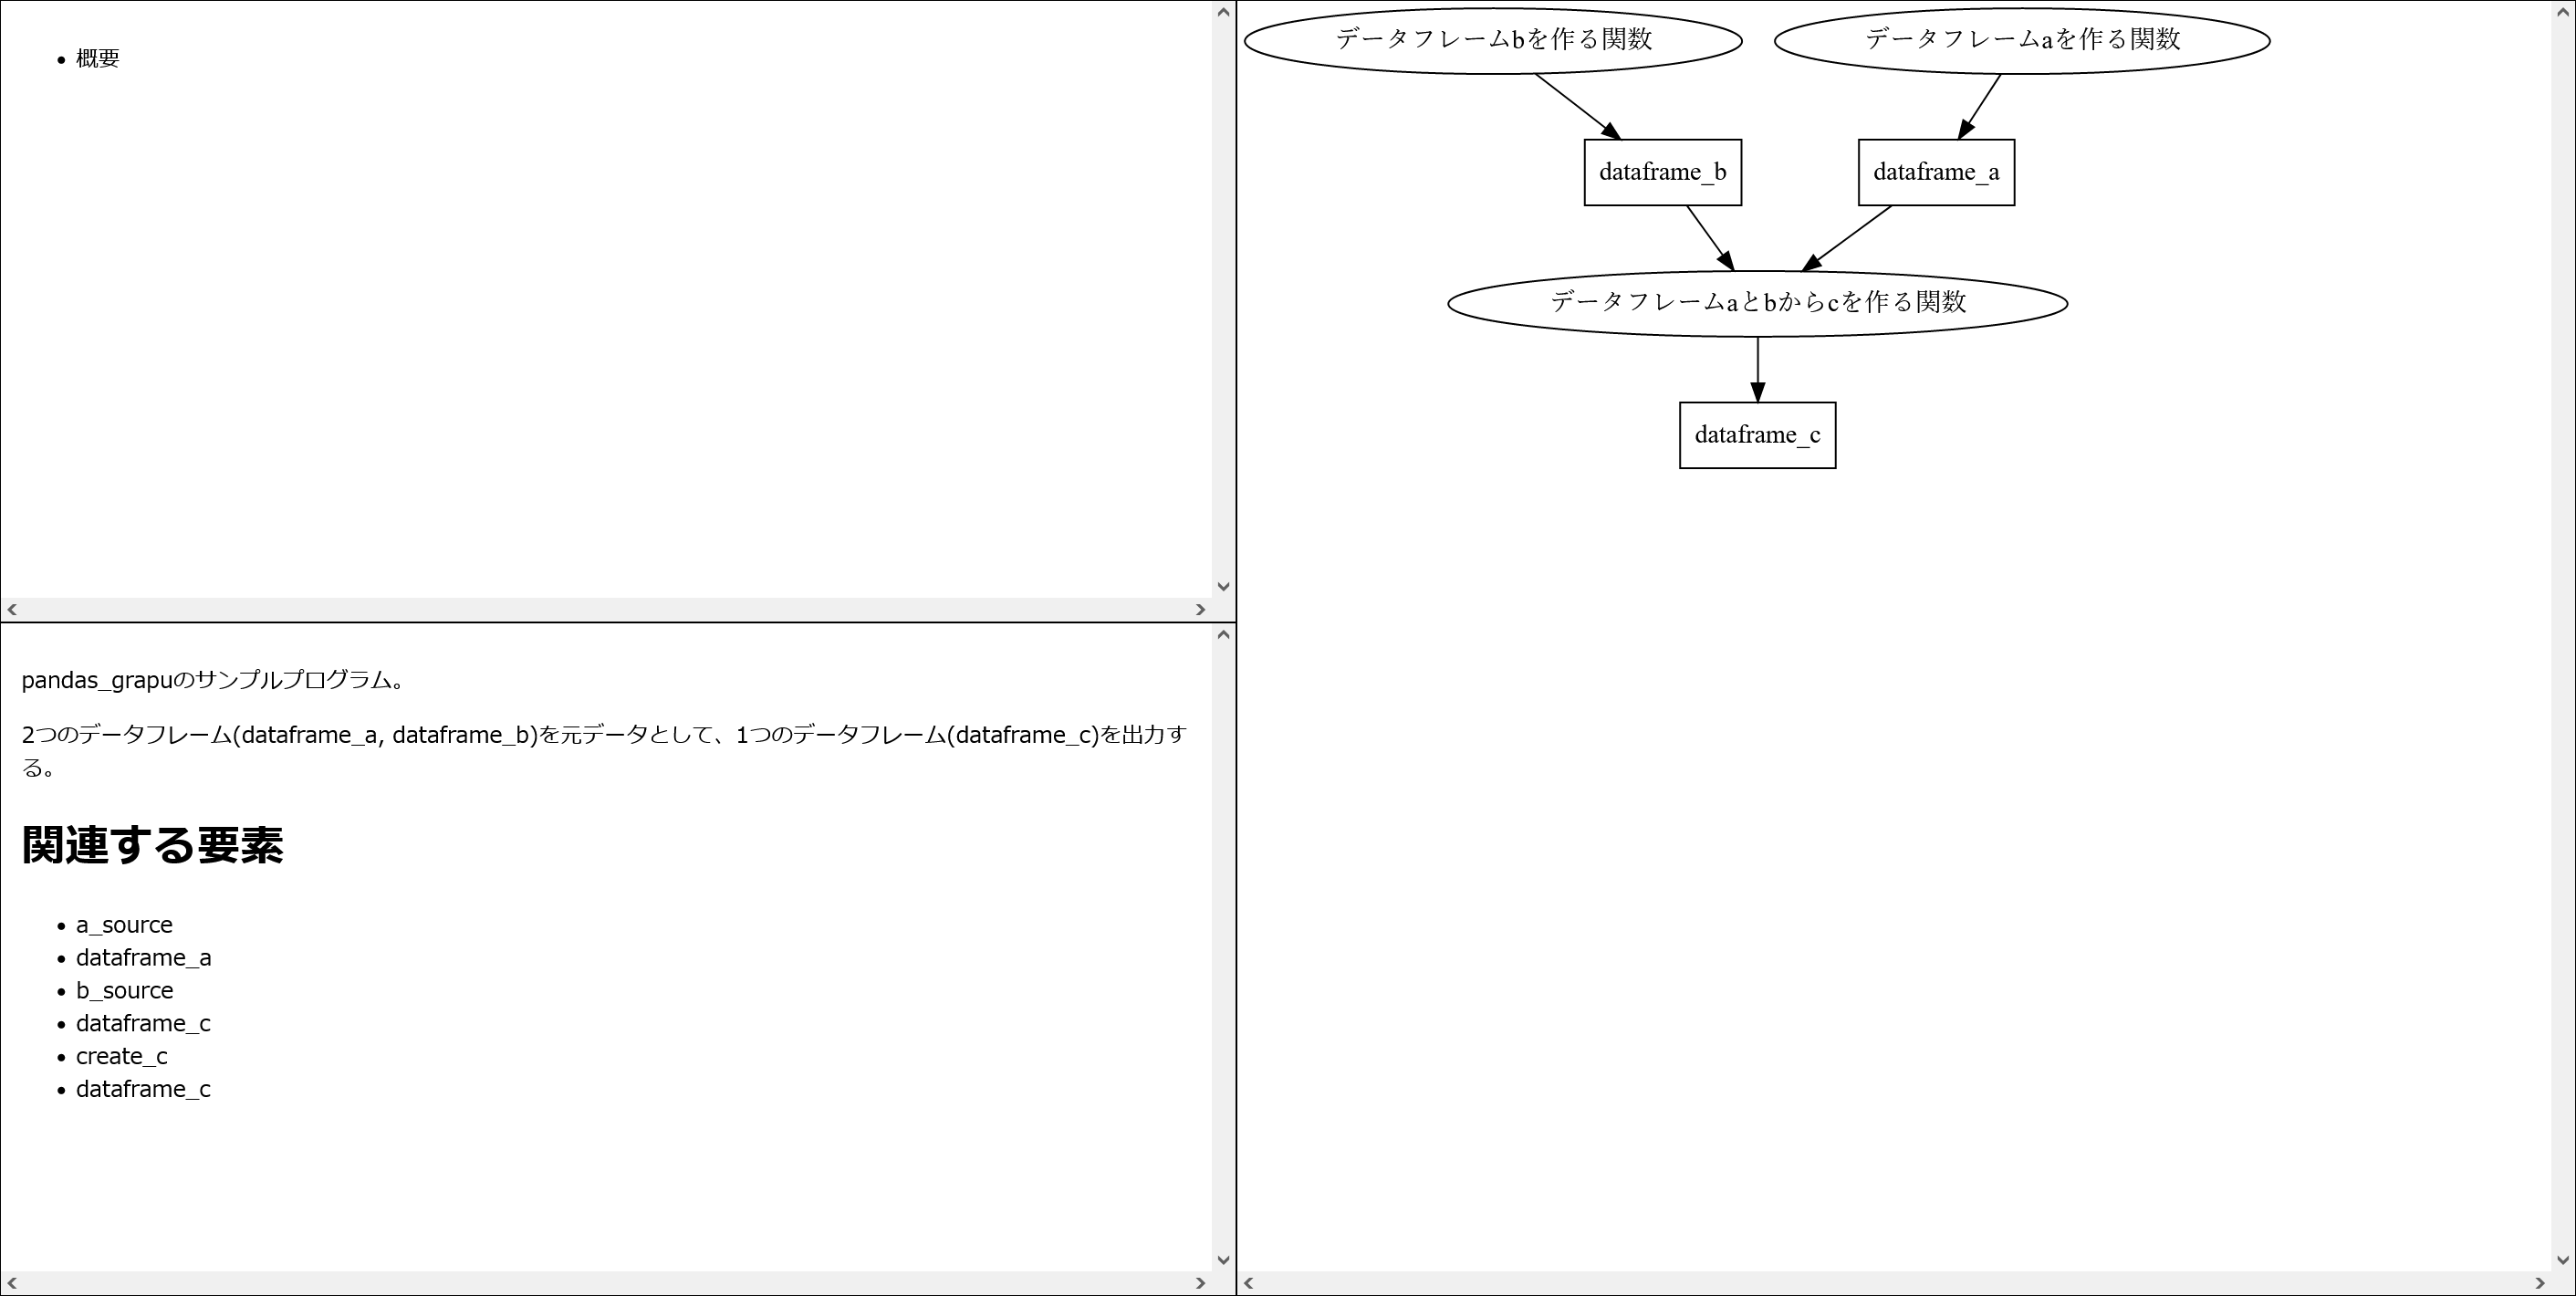 概要
pandas_grapuのサンプルプログラム。
2つのデータフレーム(dataframe_a, dataframe_b)を元データとして、1つのデータフレーム(dataframe_c)を出力す
る。
関連する要素
a_source
dataframe_a
b_source
dataframe_c
create_c
dataframe_c
データフレームbを作る関数
データフレームaを作る関数
dataframe_b
dataframe_a
データフレームaとbからcを作る関数
dataframe_c